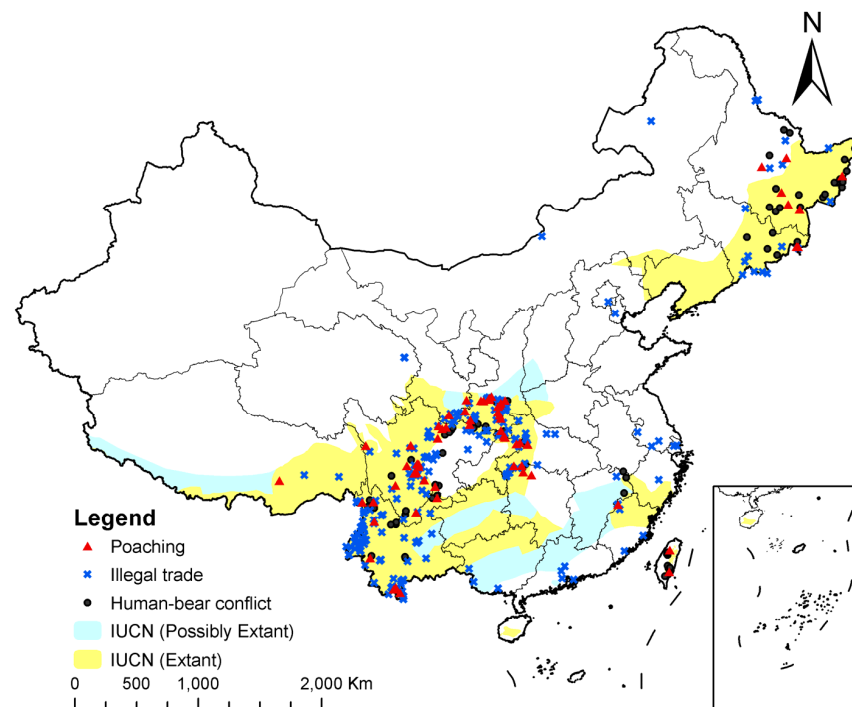 N
Legend
Poaching
Illegal trade
Human-bear conflict
IUCN (Possibly Extant)
IUCN (Extant)
0 500 1,000 2,000 Km